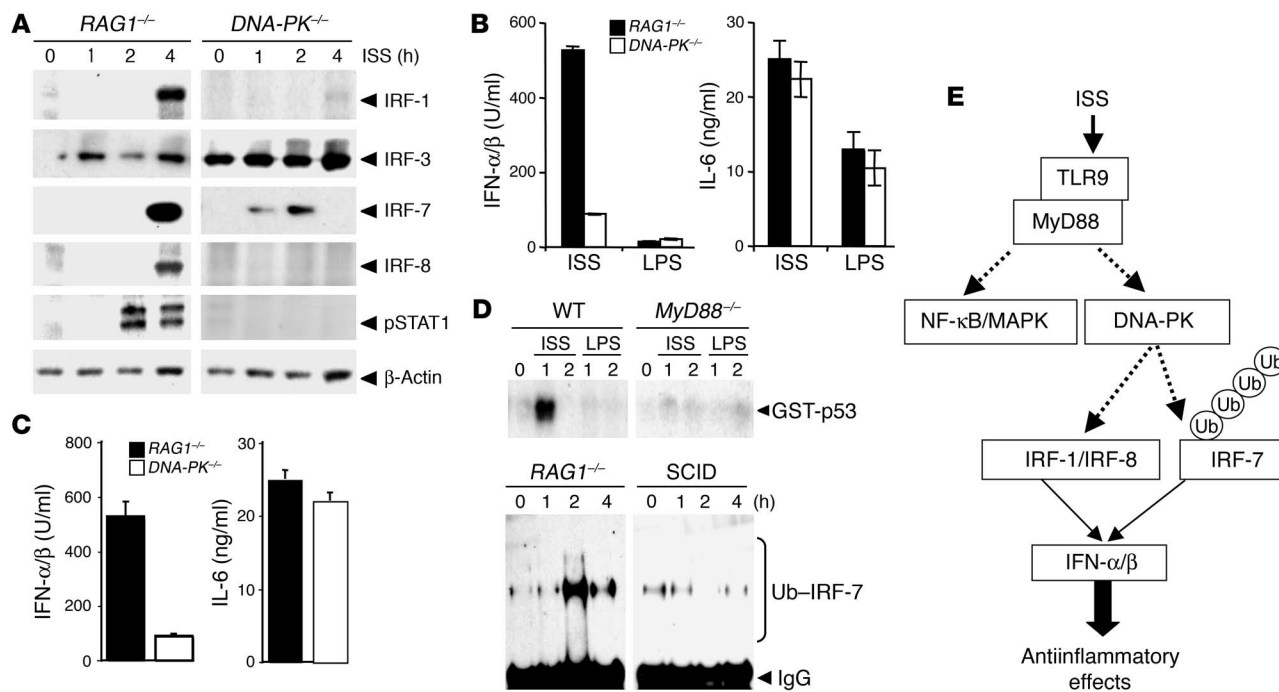 A
RAG1–/– DNA-PK–/–
0 1 2 4 0 1 2 4 ISS (h)
IRF-1
IRF-3
IRF-7
IRF-8
pSTAT1
β-Actin
B
RAG1–/–
DNA-PK–/–
IFN-α/β (U/ml)
600
400
200
0
ISS LPS
IL-6 (ng/ml)
30
20
10
0
ISS LPS
C
RAG1–/–
DNA-PK–/–
IFN-α/β (U/ml)
800
600
400
200
0
IL-6 (ng/ml)
30
20
10
0
D
WT MyD88–/–
ISS LPS ISS LPS
0 1 2 1 2 0 1 2 1 2
GST-p53
RAG1–/– SCID
0 1 2 4 0 1 2 4 (h)
Ub–IRF-7
IgG
E
ISS
TLR9
MyD88
NF-κB/MAPK DNA-PK
Ub
Ub
Ub
Ub
IRF-1/IRF-8 IRF-7
IFN-α/β
Antiinflammatory
effects